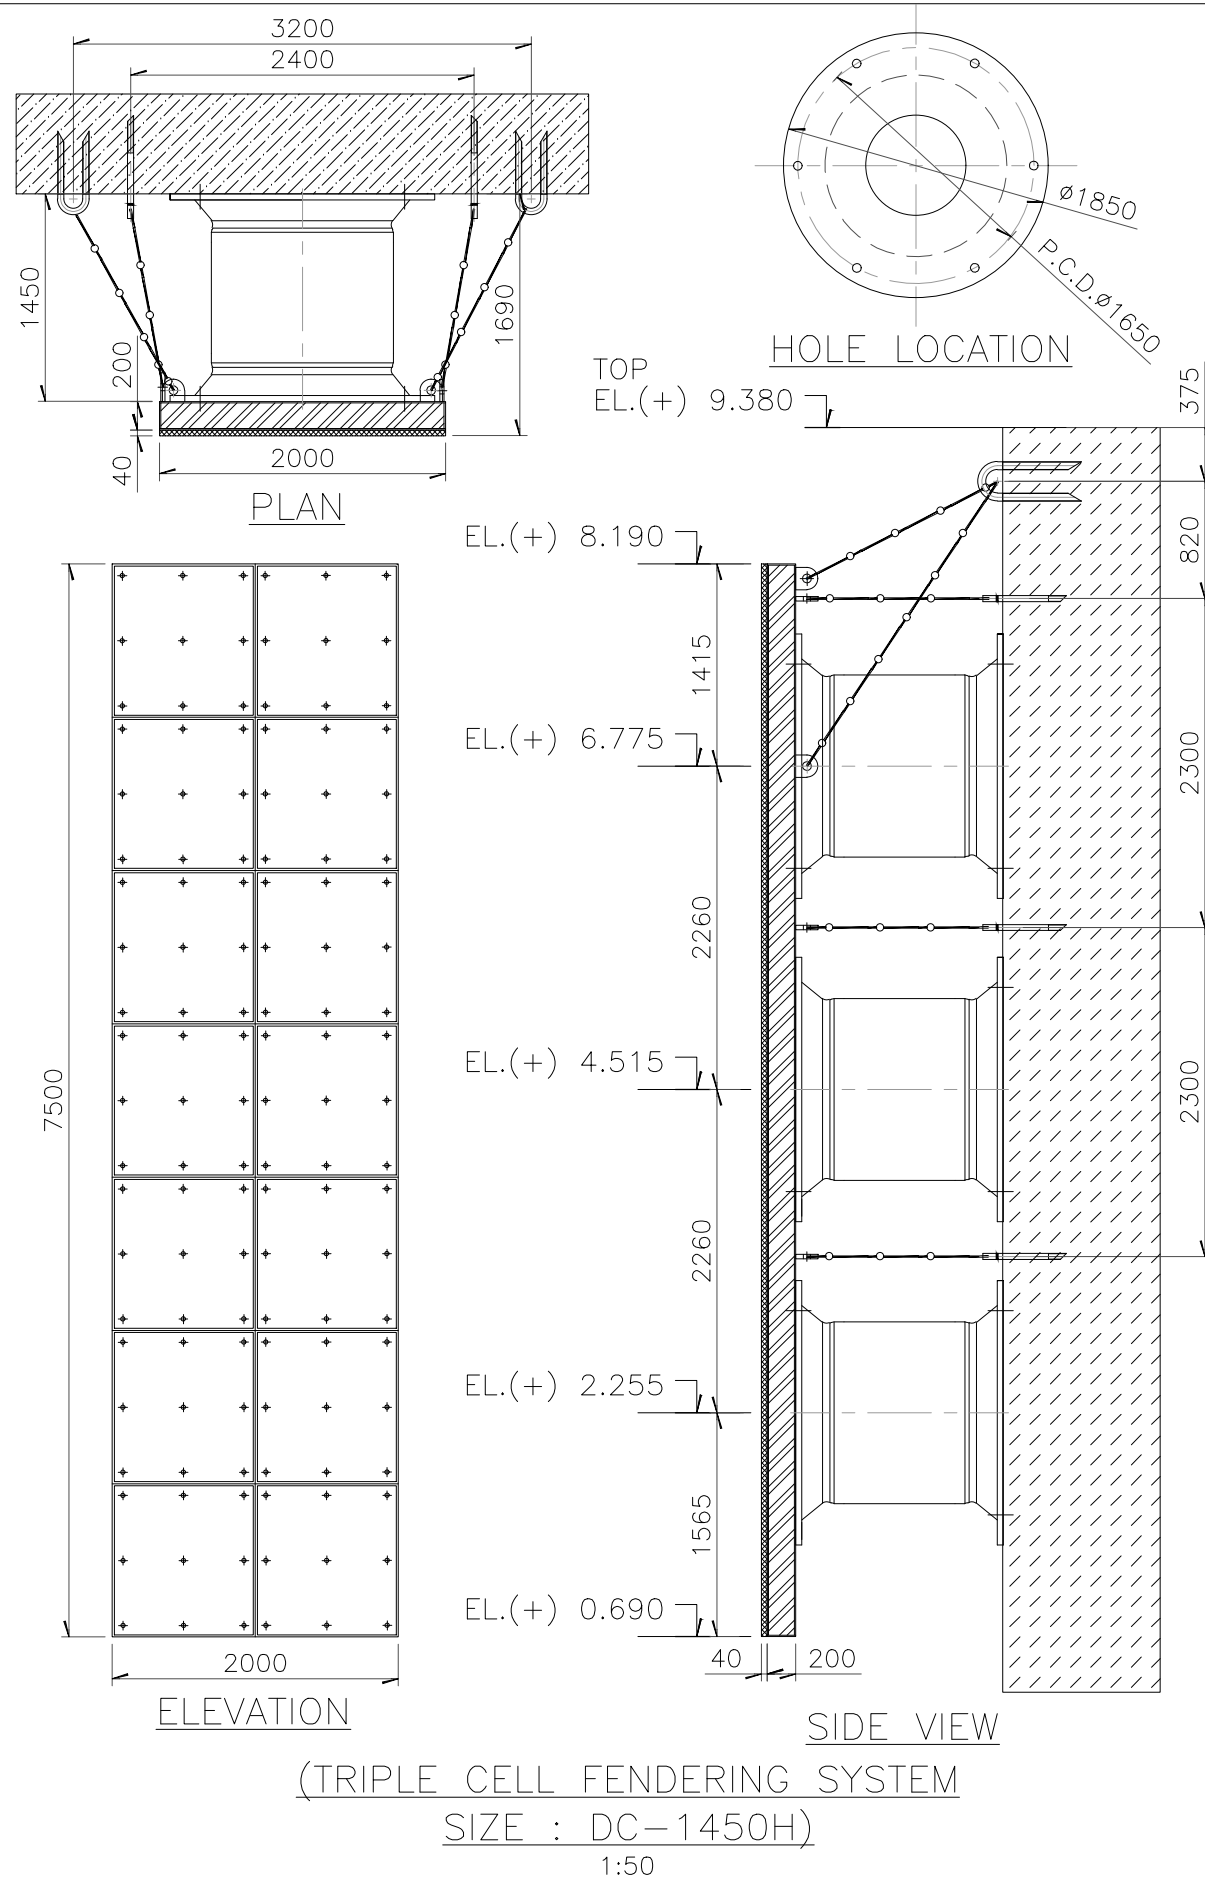 3200
2400
1450
200
40
1690
2000
PLAN
ø1850
P.C.D.ø1650
HOLE LOCATION
TOP
EL.(+) 9.380
375
EL.(+) 8.190
820
1415
EL.(+) 6.775
2300
2260
EL.(+) 4.515
7500
2300
2260
EL.(+) 2.255
1565
EL.(+) 0.690
2000
40
200
ELEVATION
SIDE VIEW
(TRIPLE CELL FENDERING SYSTEM
SIZE : DC-1450H)
1:50